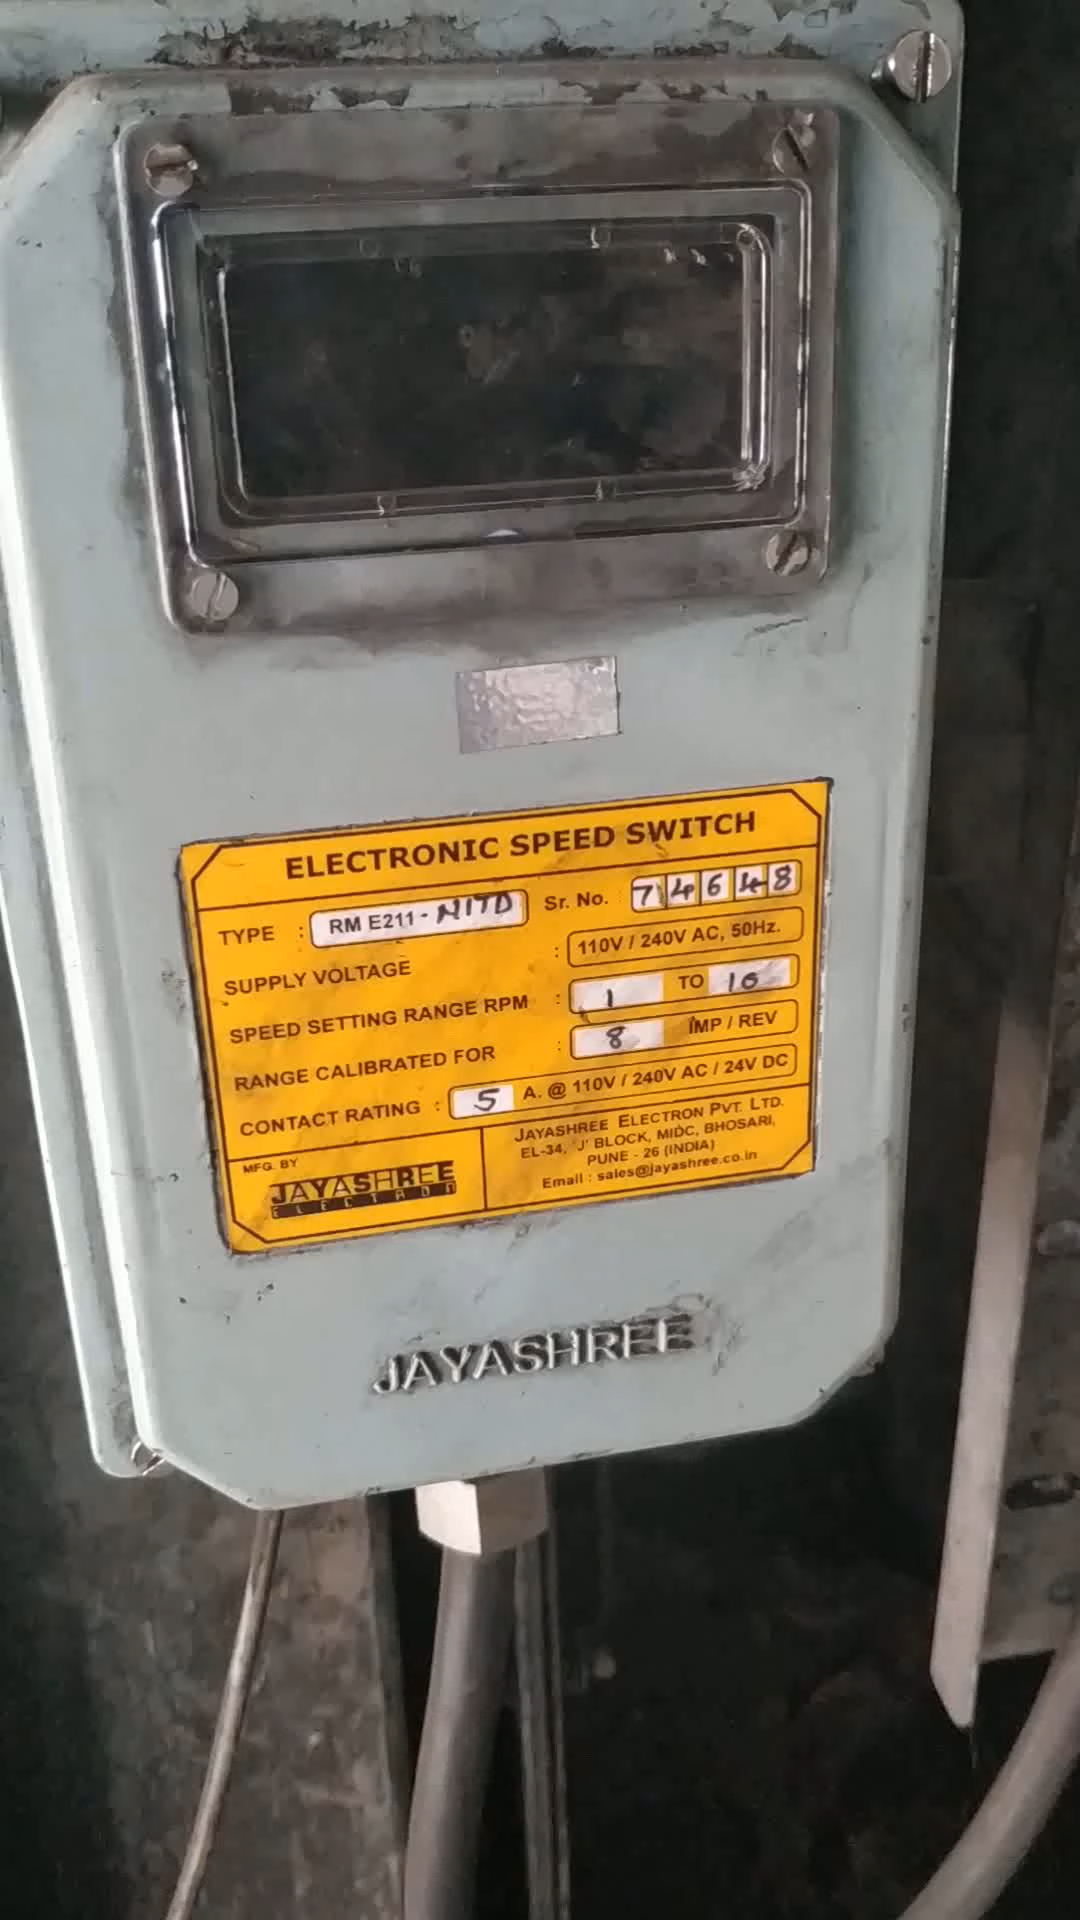 ELECTRONIC SPEED SWITCH
TYPE : RM E211- N1TD Sr. No. 74648
SUPPLY VOLTAGE : 110V / 240V AC, 50Hz.
SPEED SETTING RANGE RPM : 1 TO 10
RANGE CALIBRATED FOR : 8 IMP / REV
CONTACT RATING : 5 A. @ 110V / 240V AC / 24V DC
MFG. BY
JAYASHREE
ELECTRON
JAYASHREE ELECTRON PVT. LTD.
EL-34, 'J' BLOCK, MIDC, BHOSARI,
PUNE - 26 (INDIA)
Email : sales@jayashree.co.in
JAYASHREE